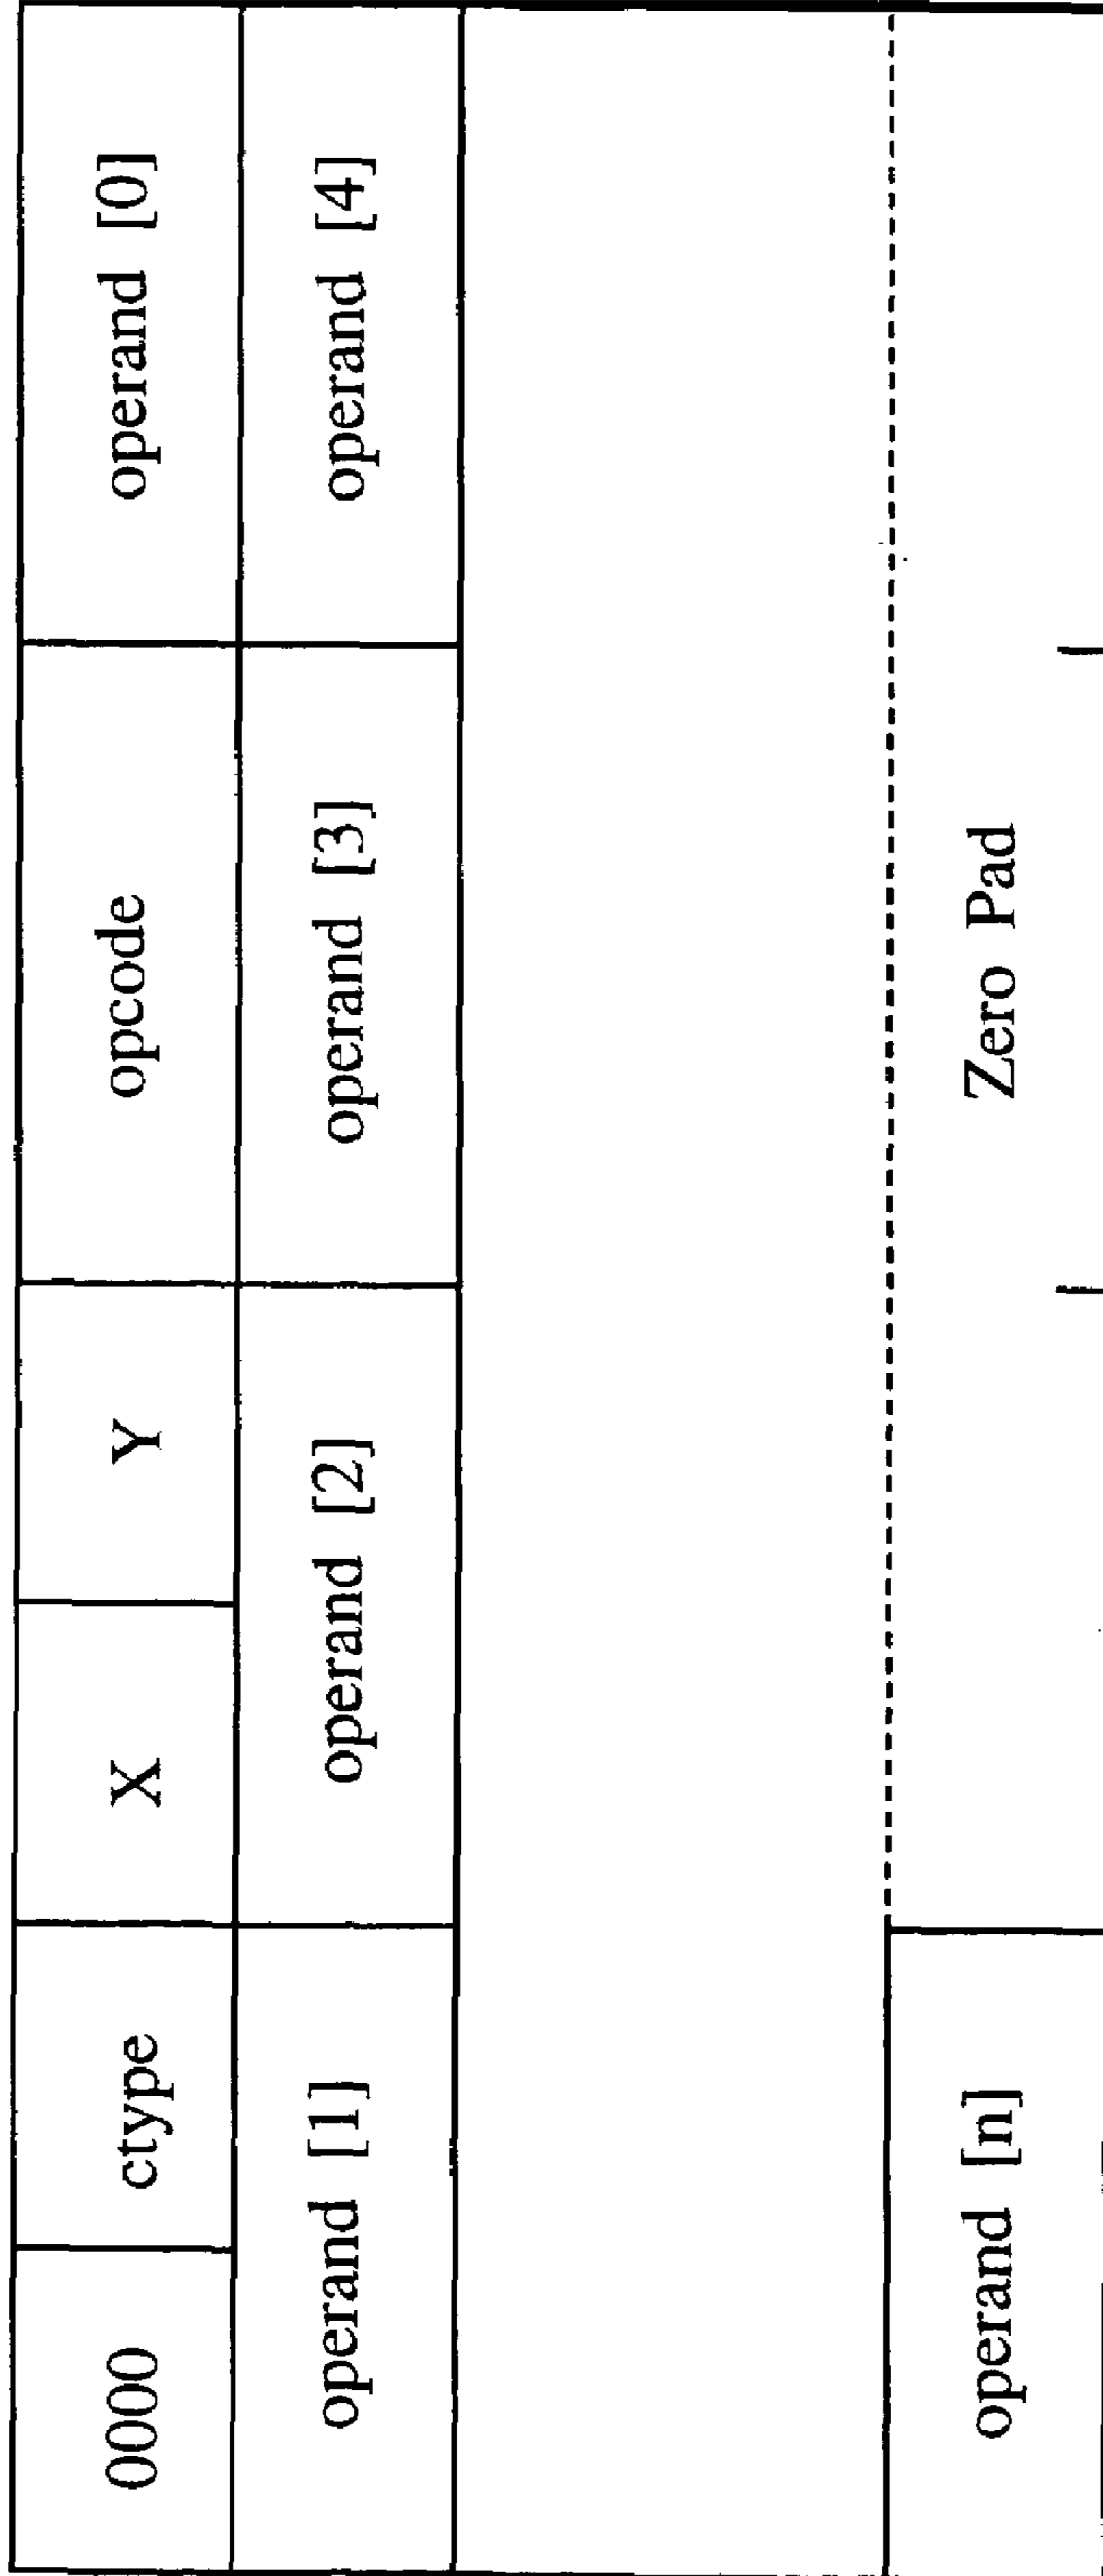 0000 ctype X Y opcode operand [0]
operand [1] operand [2] operand [3] operand [4]
operand [n] Zero Pad